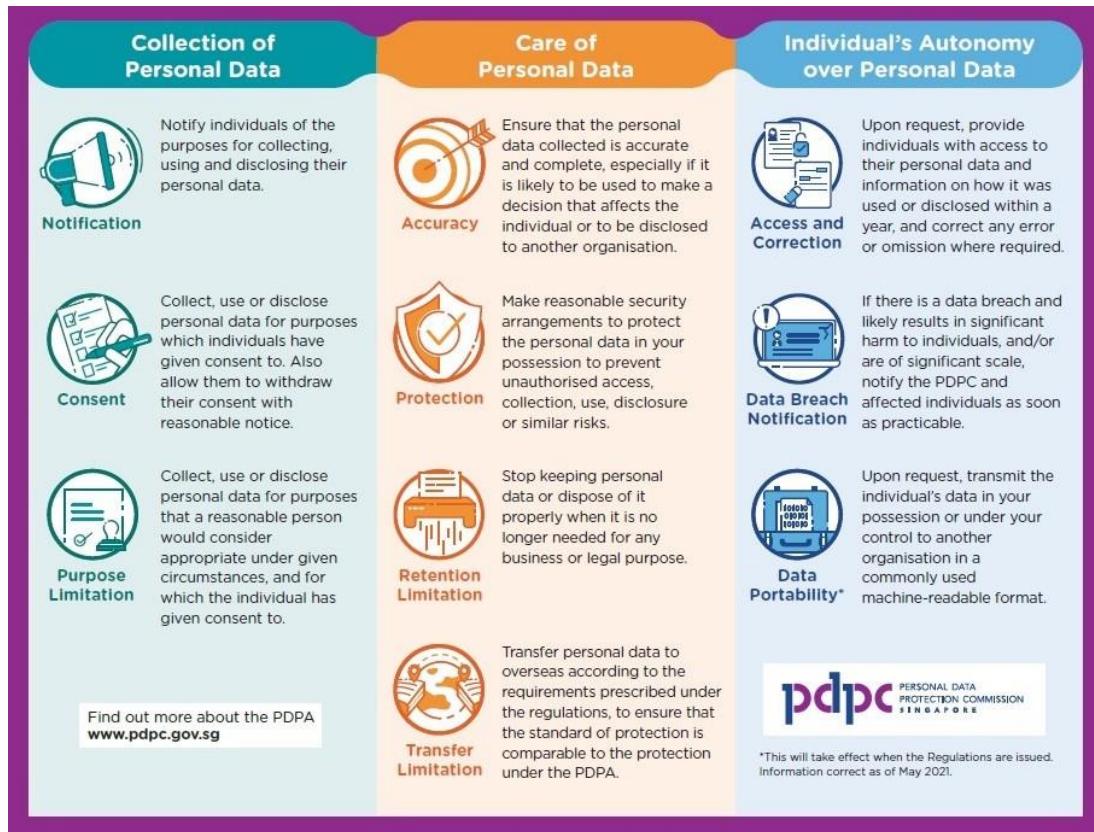 Collection of
Personal Data
Notification
Notify individuals of the
purposes for collecting,
using and disclosing their
personal data.
Consent
Collect, use or disclose
personal data for purposes
which individuals have
given consent to. Also
allow them to withdraw
their consent with
reasonable notice.
Purpose
Limitation
Collect, use or disclose
personal data for purposes
that a reasonable person
would consider
appropriate under given
circumstances, and for
which the individual has
given consent to.
Find out more about the PDPA
www.pdpc.gov.sg
Care of
Personal Data
Accuracy
Ensure that the personal
data collected is accurate
and complete, especially if it
is likely to be used to make a
decision that affects the
individual or to be disclosed
to another organisation.
Protection
Make reasonable security
arrangements to protect
the personal data in your
possession to prevent
unauthorised access,
collection, use, disclosure
or similar risks.
Retention
Limitation
Stop keeping personal
data or dispose of it
properly when it is no
longer needed for any
business or legal purpose.
Transfer
Limitation
Transfer personal data to
overseas according to the
requirements prescribed under
the regulations, to ensure that
the standard of protection is
comparable to the protection
under the PDPA.
Individual's Autonomy
over Personal Data
Access and
Correction
Upon request, provide
individuals with access to
their personal data and
information on how it was
used or disclosed within a
year, and correct any error
or omission where required.
Data Breach
Notification
If there is a data breach and
likely results in significant
harm to individuals, and/or
are of significant scale,
notify the PDPC and
affected individuals as soon
as practicable.
Data
Portability*
Upon request, transmit the
individual's data in your
possession or under your
control to another
organisation in a
commonly used
machine-readable format.
pdpc
PERSONAL DATA
PROTECTION COMMISSION
SINGAPORE
*This will take effect when the Regulations are issued.
Information correct as of May 2021.